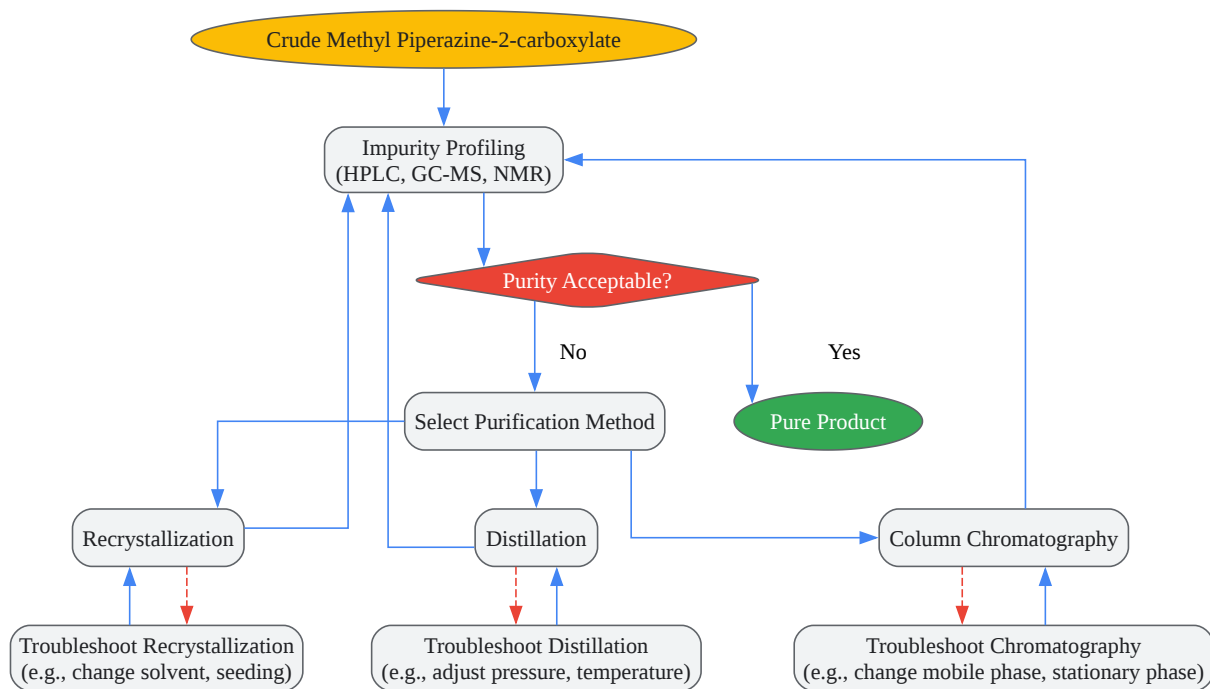 Crude Methyl Piperazine-2-carboxylate
Impurity Profiling
(HPLC, GC-MS, NMR)
Purity Acceptable?
No
Yes
Select Purification Method
Pure Product
Recrystallization
Distillation
Column Chromatography
Troubleshoot Recrystallization
(e.g., change solvent, seeding)
Troubleshoot Distillation
(e.g., adjust pressure, temperature)
Troubleshoot Chromatography
(e.g., change mobile phase, stationary phase)